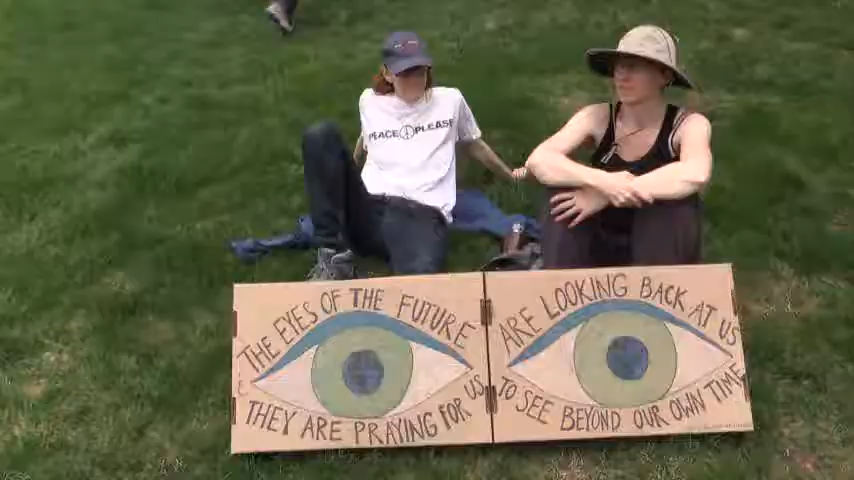 PEACE PLEASE
THE EYES OF THE FUTURE
ARE LOOKING BACK AT US
THEY ARE PRAYING FOR US
TO SEE BEYOND OUR OWN TIME